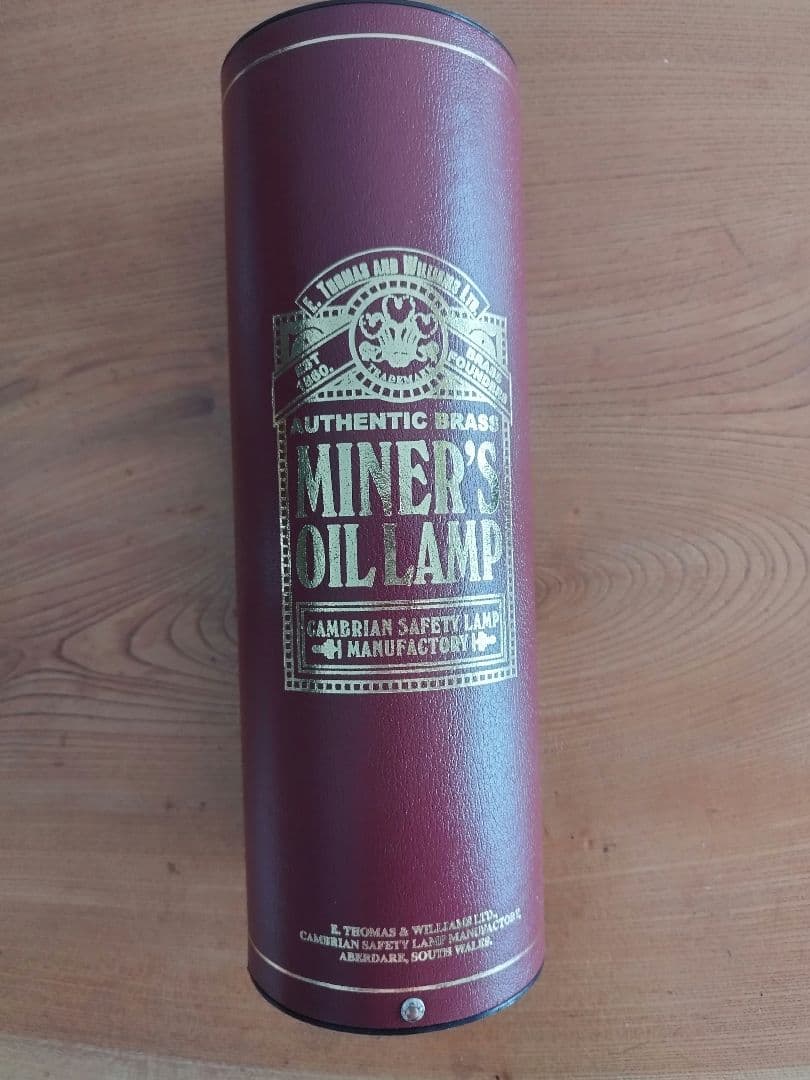 E. THOMAS AND WILLIAMS LTD.
EST
1860.
TRADEMARK
BRASS
FOUNDERS
AUTHENTIC BRASS
MINER'S
OIL LAMP
CAMBRIAN SAFETY LAMP
MANUFACTORY
E. THOMAS & WILLIAMS LTD.,
CAMBRIAN SAFETY LAMP MANUFACTORY,
ABERDARE, SOUTH WALES.